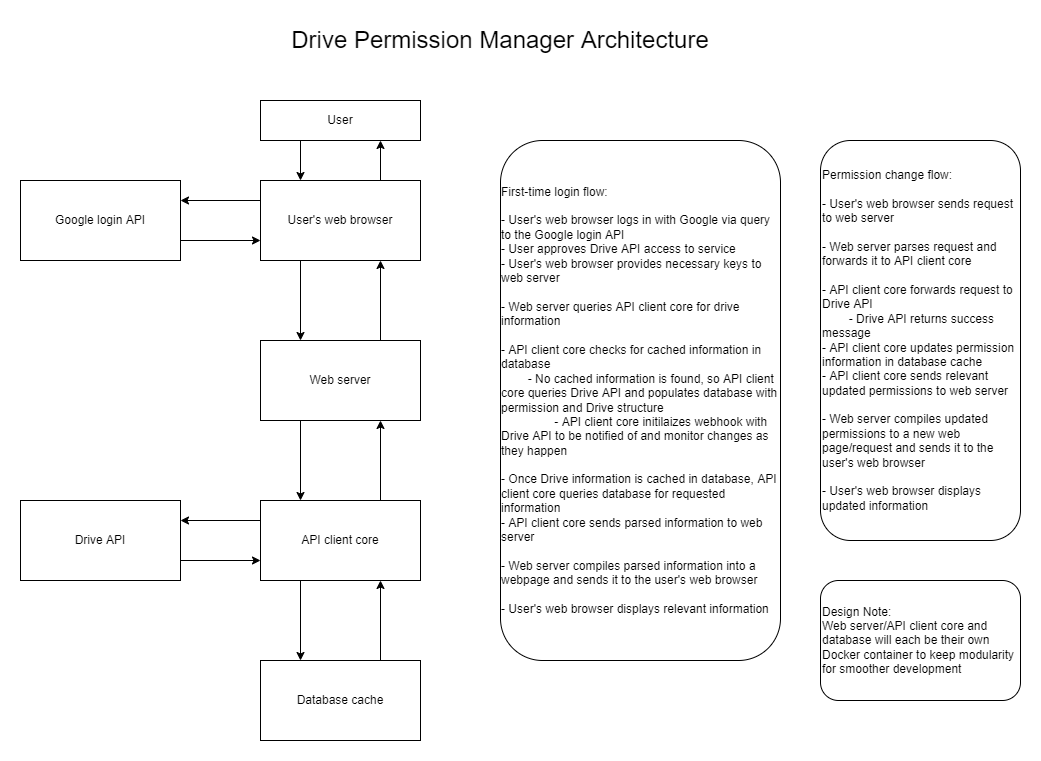 Drive Permission Manager Architecture
User
Google login API
User's web browser
Web server
Drive API
API client core
Database cache
First-time login flow:
- User's web browser logs in with Google via query
to the Google login API
- User approves Drive API access to service
- User's web browser provides necessary keys to
web server
- Web server queries API client core for drive
information
- API client core checks for cached information in
database
- No cached information is found, so API client
core queries Drive API and populates database with
permission and Drive structure
- API client core initilaizes webhook with
Drive API to be notified of and monitor changes as
they happen
- Once Drive information is cached in database, API
client core queries database for requested
information
- API client core sends parsed information to web
server
- Web server compiles parsed information into a
webpage and sends it to the user's web browser
- User's web browser displays relevant information
Permission change flow:
- User's web browser sends request
to web server
- Web server parses request and
forwards it to API client core
- API client core forwards request to
Drive API
- Drive API returns success
message
- API client core updates permission
information in database cache
- API client core sends relevant
updated permissions to web server
- Web server compiles updated
permissions to a new web
page/request and sends it to the
user's web browser
- User's web browser displays
updated information
Design Note:
Web server/API client core and
database will each be their own
Docker container to keep modularity
for smoother development